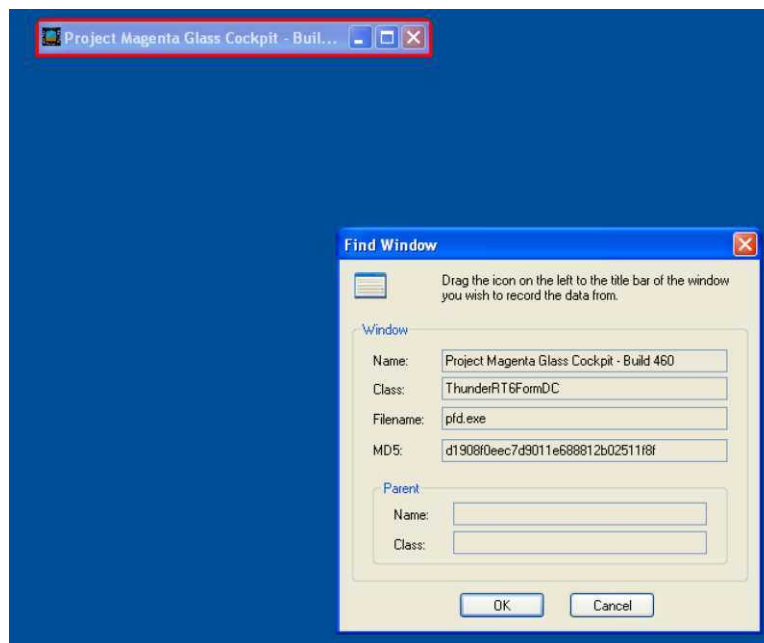 Project Magenta Glass Cockpit - Buil...
Find Window
Drag the icon on the left to the title bar of the window
you wish to record the data from.
Window
Name: Project Magenta Glass Cockpit - Build 460
Class: ThunderRT6FormDC
Filename: pfd.exe
MD5: d1908f0eec7d9011e688812b02511f8f
Parent
Name:
Class:
OK Cancel